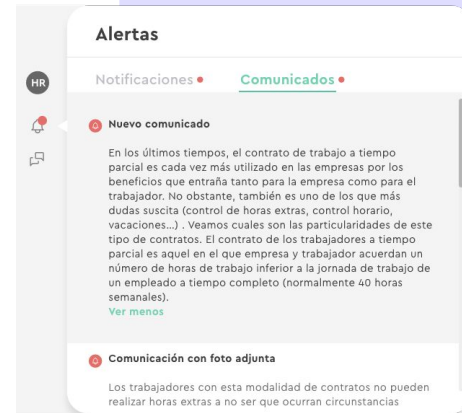 Alertas
HR
Notificaciones
Comunicados
Nuevo comunicado
En los últimos tiempos, el contrato de trabajo a tiempo
parcial es cada vez más utilizado en las empresas por los
beneficios que entraña tanto para la empresa como para el
trabajador. No obstante, también es uno de los que más
dudas suscita (control de horas extras, control horario,
vacaciones...) . Veamos cuales son las particularidades de este
tipo de contratos. El contrato de los trabajadores a tiempo
parcial es aquel en el que empresa y trabajador acuerdan un
número de horas de trabajo inferior a la jornada de trabajo de
un empleado a tiempo completo (normalmente 40 horas
semanales).
Ver menos
Comunicación con foto adjunta
Los trabajadores con esta modalidad de contratos no pueden
realizar horas extras a no ser que ocurran circunstancias